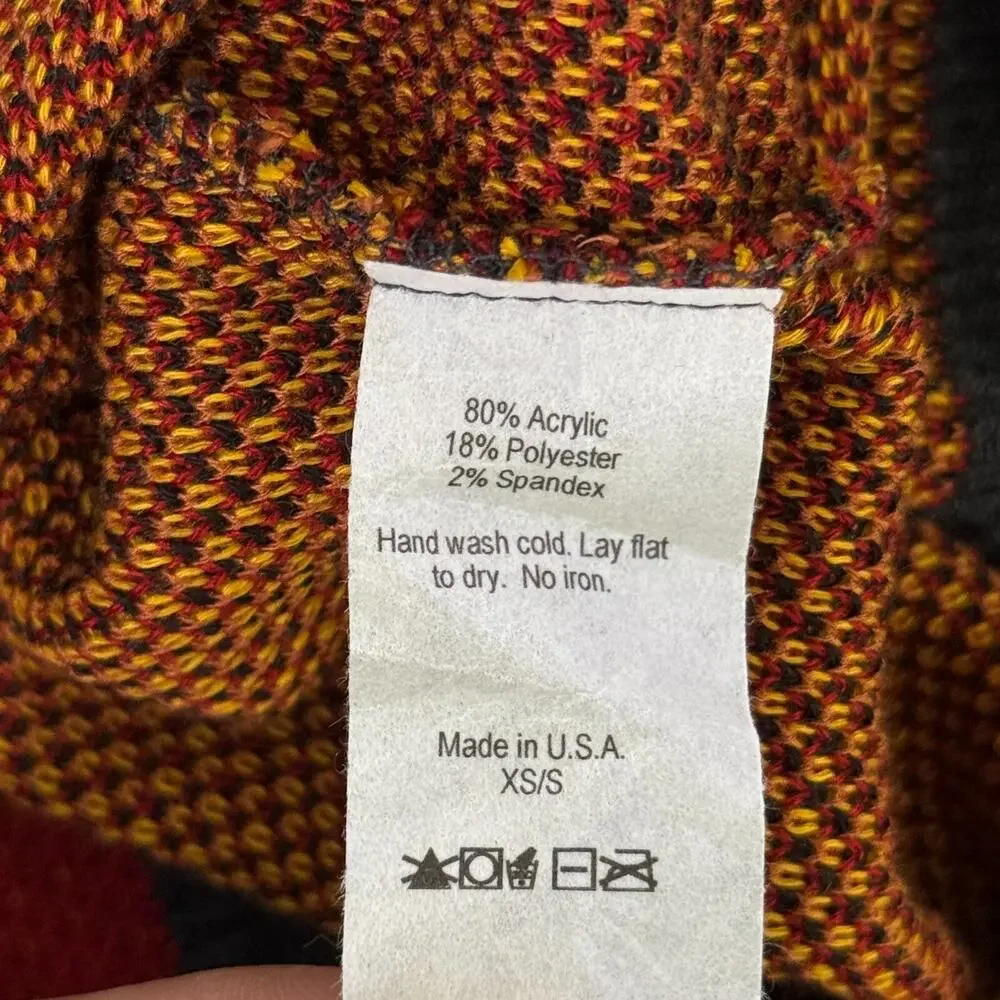 80% Acrylic
18% Polyester
2% Spandex
Hand wash cold. Lay flat
to dry. No iron.
Made in U.S.A.
XS/S